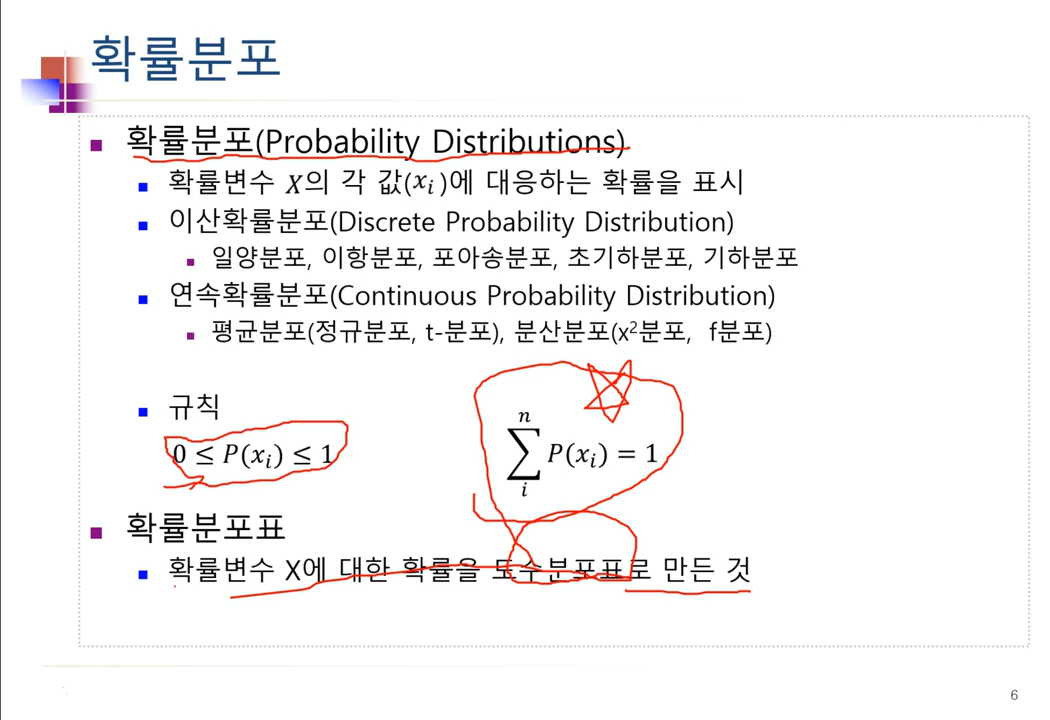 확률분포
확률분포(Probability Distributions)
확률변수 X의 각 값(xᵢ)에 대응하는 확률을 표시
이산확률분포(Discrete Probability Distribution)
일양분포, 이항분포, 포아송분포, 초기하분포, 기하분포
연속확률분포(Continuous Probability Distribution)
평균분포(정규분포, t-분포), 분산분포(x²분포, f분포)
규칙
0 ≤ P(xᵢ) ≤ 1
n
∑ P(xᵢ) = 1
i
확률분포표
확률변수 X에 대한 확률을 도수분포표로 만든 것
6